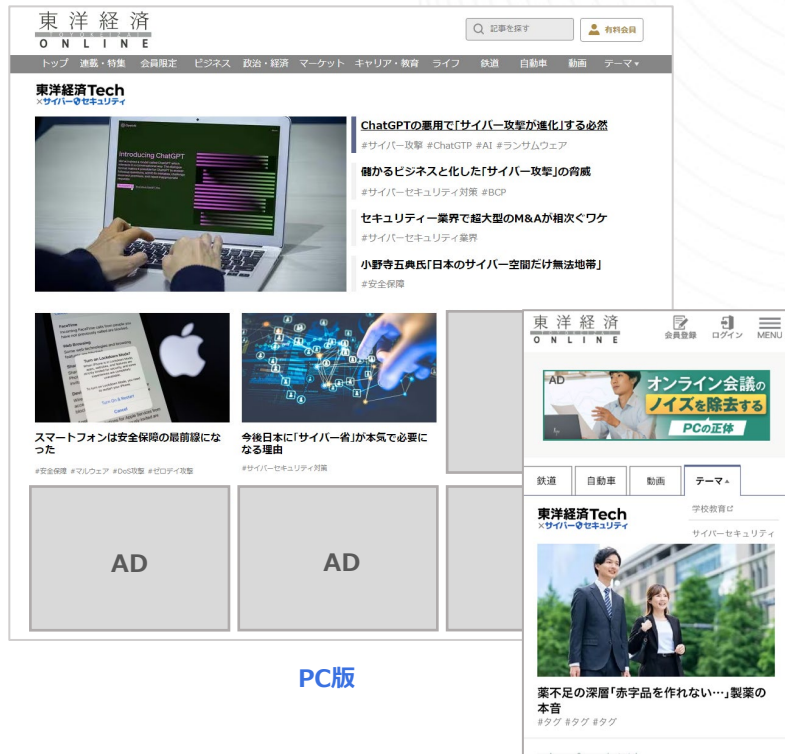 東洋経済
TOYOKEIZAI
ONLINE
記事を探す
有料会員
トップ 連載・特集 会員限定 ビジネス 政治・経済 マーケット キャリア・教育 ライフ 鉄道 自動車 動画 テーマ▼
東洋経済Tech
×サイバーセキュリティ
Introducing ChatGPT
ChatGPTの悪用で「サイバー攻撃が進化」する必然
#サイバー攻撃 #ChatGTP #AI #ランサムウェア
儲かるビジネスと化した「サイバー攻撃」の脅威
#サイバーセキュリティ対策 #BCP
セキュリティー業界で超大型のM&Aが相次ぐワケ
#サイバーセキュリティ業界
小野寺五典氏「日本のサイバー空間だけ無法地帯」
#安全保障
Turn on Lockdown Mode?
Turn On & Restart
Cancel
スマートフォンは安全保障の最前線にな
った
#安全保障 #マルウェア #DoS攻撃 #ゼロデイ攻撃
今後日本に「サイバー省」が本気で必要に
なる理由
#サイバーセキュリティ対策
AD
AD
PC版
東洋経済
TOYOKEIZAI
ONLINE
会員登録
ログイン
MENU
AD
オンライン会議の
ノイズを除去する
PCの正体
鉄道
自動車
動画
テーマ▲
東洋経済Tech
×サイバーセキュリティ
学校教育
サイバーセキュリティ
薬不足の深層「赤字品を作れない…」製薬の
本音
#タグ #タグ #タグ